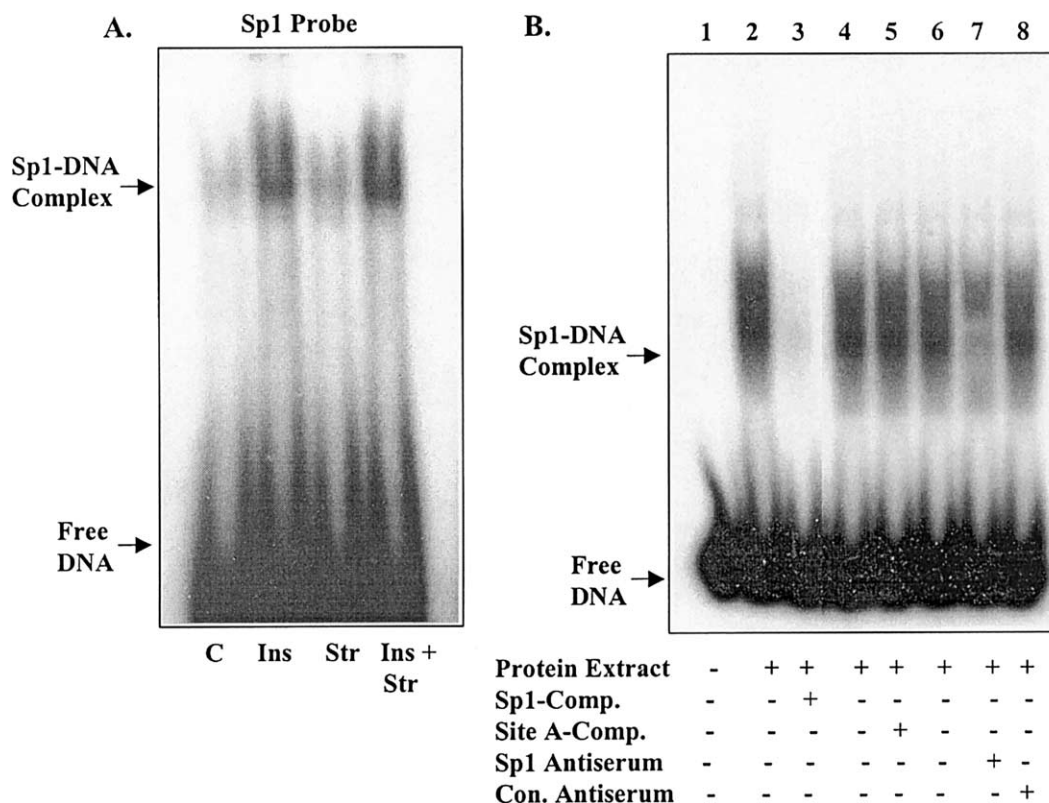 A.
Sp1 Probe
Sp1-DNA
Complex
Free
DNA
C Ins Str Ins +
Str
B.
1 2 3 4 5 6 7 8
Sp1-DNA
Complex
Free
DNA
Protein Extract - + + + + + + +
Sp1-Comp. - - + - - - - -
Site A-Comp. - - - - + - - -
Sp1 Antiserum - - - - - - + -
Con. Antiserum - - - - - - - +